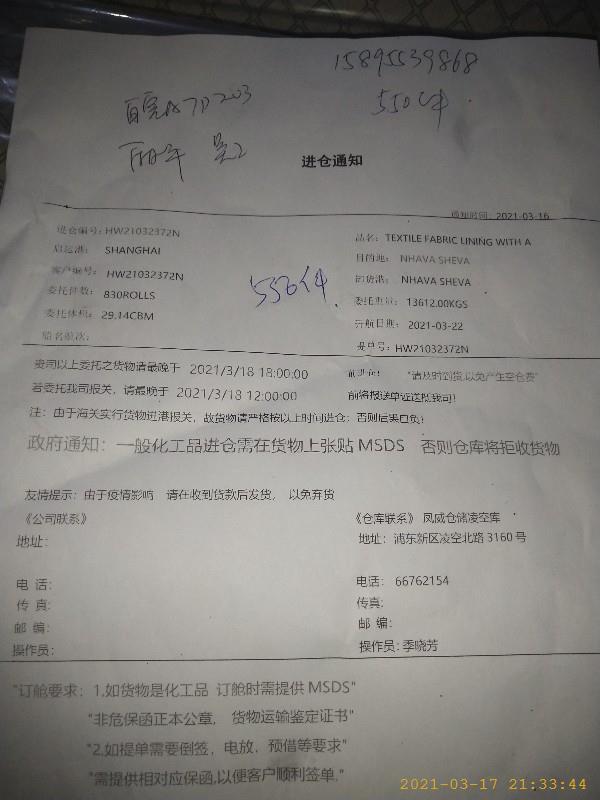 15895539868
550件
进仓通知
通知时间: 2021-03-16
进仓编号: HW21032372N
品名: TEXTILE FABRIC LINING WITH A
启运港: SHANGHAI
目的地: NHAVA SHEVA
客户编号: HW21032372N
卸货港: NHAVA SHEVA
委托件数: 830ROLLS
550件
委托重量: 13612.00KGS
委托体积: 29.14CBM
开航日期: 2021-03-22
船名航次:
提单号: HW21032372N
贵司以上委托之货物请最晚于 2021/3/18 18:00:00 前进仓! "请及时到货,以免产生空仓费"
若委托我司报关，请最晚于 2021/3/18 12:00:00 前将报送单证送抵我司!
注：由于海关实行货物过港报关，故货物请严格按以上时间进仓；否则后果自负!
政府通知：一般化工品进仓需在货物上张贴 MSDS 否则仓库将拒收货物
友情提示：由于疫情影响 请在收到货款后发货，以免弃货
《公司联系》
《仓库联系》 凤威仓储凌空库
地址:
地址: 浦东新区凌空北路 3160 号
电 话:
电话: 66762154
传 真:
传真:
邮 编:
邮 编:
操作员:
操作员: 季晓芳
"订舱要求: 1,如货物是化工品 订舱时需提供 MSDS"
"非危保函正本公章， 货物运输鉴定证书"
"2,如提单需要倒签，电放，预借等要求"
"需提供相对应保函,以便客户顺利签单,"
2021-03-17 21:33:44